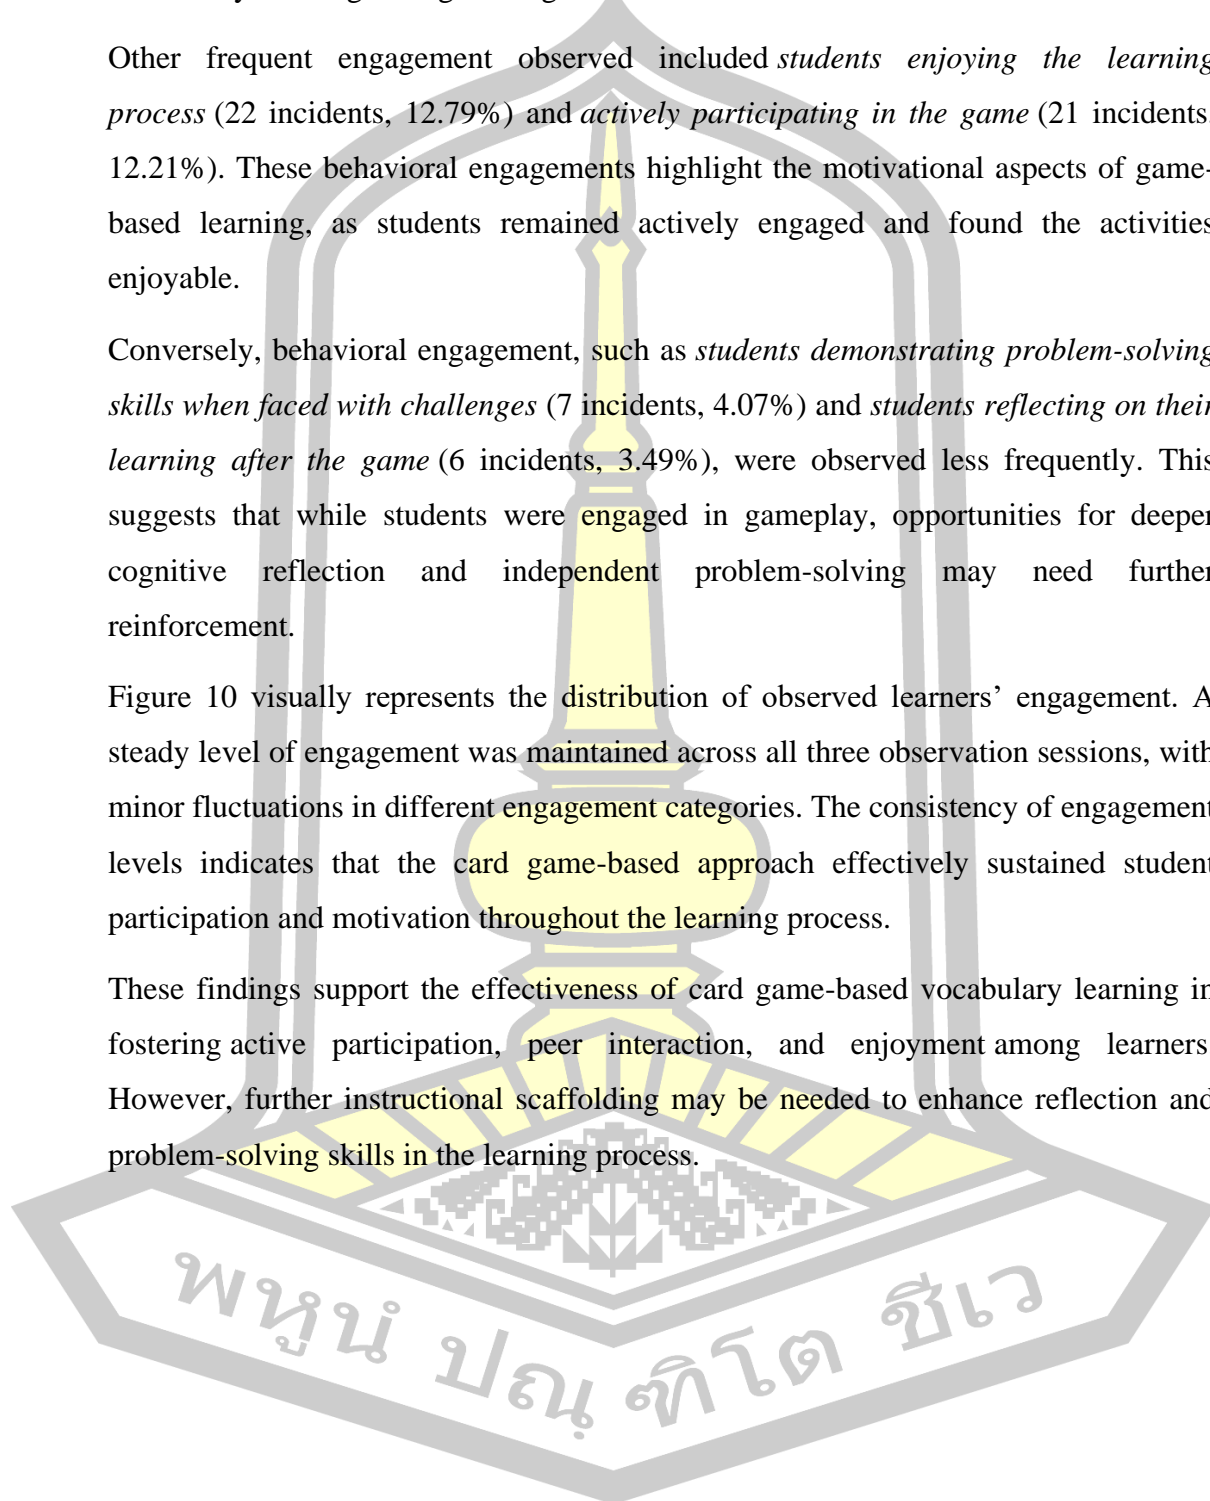 Other frequent engagement observed included students enjoying the learning
process (22 incidents, 12.79%) and actively participating in the game (21 incidents,
12.21%). These behavioral engagements highlight the motivational aspects of game-
based learning, as students remained actively engaged and found the activities
enjoyable.
Conversely, behavioral engagement, such as students demonstrating problem-solving
skills when faced with challenges (7 incidents, 4.07%) and students reflecting on their
learning after the game (6 incidents, 3.49%), were observed less frequently. This
suggests that while students were engaged in gameplay, opportunities for deeper
cognitive reflection and independent problem-solving may need further
reinforcement.
Figure 10 visually represents the distribution of observed learners’ engagement. A
steady level of engagement was maintained across all three observation sessions, with
minor fluctuations in different engagement categories. The consistency of engagement
levels indicates that the card game-based approach effectively sustained student
participation and motivation throughout the learning process.
These findings support the effectiveness of card game-based vocabulary learning in
fostering active participation, peer interaction, and enjoyment among learners.
However, further instructional scaffolding may be needed to enhance reflection and
problem-solving skills in the learning process.
พหูนํ ปณฺ ฑิโต ชีเว